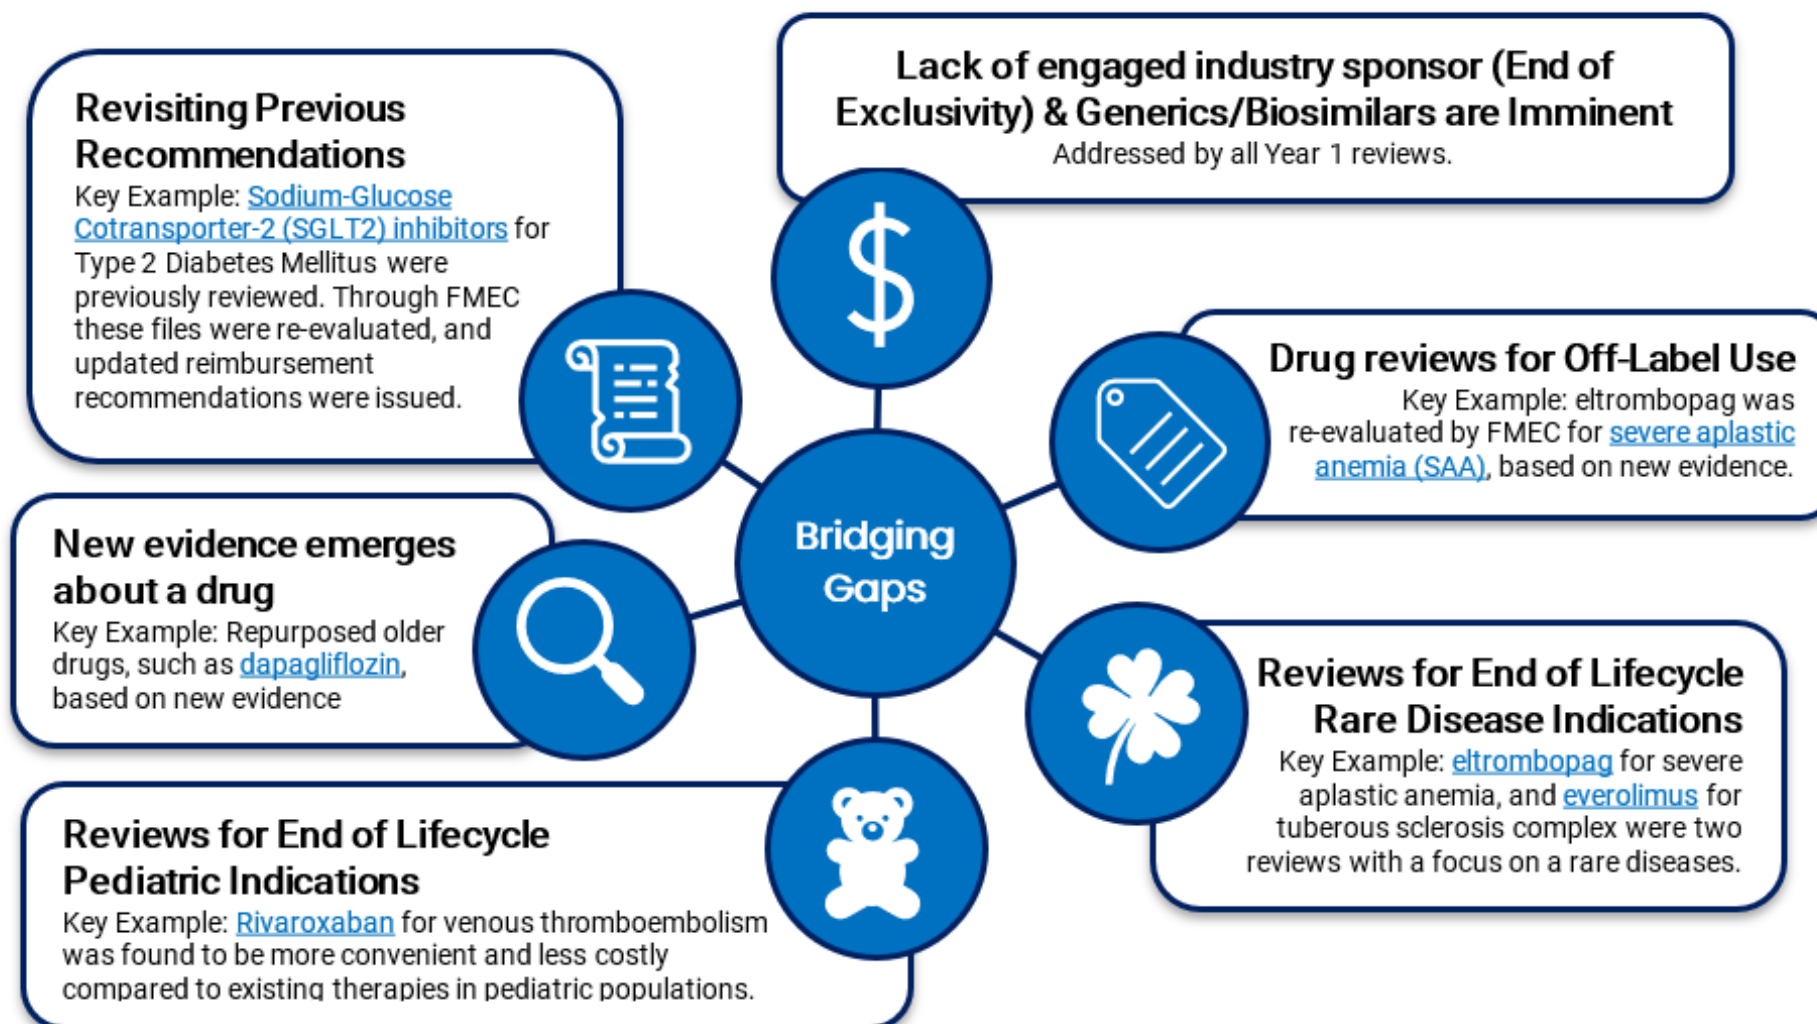 Lack of engaged industry sponsor (End of
Exclusivity) & Generics/Biosimilars are Imminent
Addressed by all Year 1 reviews.
Revisiting Previous
Recommendations
Key Example: Sodium-Glucose
Cotransporter-2 (SGLT2) inhibitors for
Type 2 Diabetes Mellitus were
previously reviewed. Through FMEC
these files were re-evaluated, and
updated reimbursement
recommendations were issued.
Drug reviews for Off-Label Use
Key Example: eltrombopag was
re-evaluated by FMEC for severe aplastic
anemia (SAA), based on new evidence.
Bridging
Gaps
New evidence emerges
about a drug
Key Example: Repurposed older
drugs, such as dapagliflozin,
based on new evidence
Reviews for End of Lifecycle
Rare Disease Indications
Key Example: eltrombopag for severe
aplastic anemia, and everolimus for
tuberous sclerosis complex were two
reviews with a focus on a rare diseases.
Reviews for End of Lifecycle
Pediatric Indications
Key Example: Rivaroxaban for venous thromboembolism
was found to be more convenient and less costly
compared to existing therapies in pediatric populations.